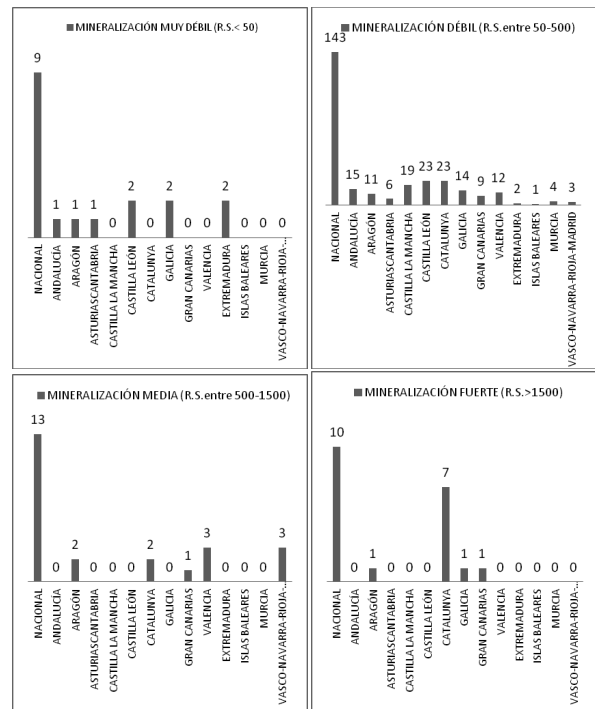 MINERALIZACIÓN MUY DÉBIL (R.S.< 50)
9 1 1 1 0 2 0 2 0 0 2 0 0 0
NACIONAL
ANDALUCÍA
ARAGÓN
ASTURIASCANTABRIA
CASTILLA LA MANCHA
CASTILLA LEÓN
CATALUNYA
GALICIA
GRAN CANARIAS
VALENCIA
EXTREMADURA
ISLAS BALEARES
MURCIA
VASCO-NAVARRA-RIOJA-...
MINERALIZACIÓN DÉBIL (R.S.entre 50-500)
143 15 11 6 19 23 23 14 9 12 2 1 4 3
NACIONAL
ANDALUCÍA
ARAGÓN
ASTURIASCANTABRIA
CASTILLA LA MANCHA
CASTILLA LEÓN
CATALUNYA
GALICIA
GRAN CANARIAS
VALENCIA
EXTREMADURA
ISLAS BALEARES
MURCIA
VASCO-NAVARRA-RIOJA-MADRID
MINERALIZACIÓN MEDIA (R.S.entre 500-1500)
13 0 2 0 0 0 2 0 1 3 0 0 0 3
NACIONAL
ANDALUCÍA
ARAGÓN
ASTURIASCANTABRIA
CASTILLA LA MANCHA
CASTILLA LEÓN
CATALUNYA
GALICIA
GRAN CANARIAS
VALENCIA
EXTREMADURA
ISLAS BALEARES
MURCIA
VASCO-NAVARRA-RIOJA-...
MINERALIZACIÓN FUERTE (R.S.>1500)
10 0 1 0 0 0 7 1 1 0 0 0 0 0
NACIONAL
ANDALUCÍA
ARAGÓN
ASTURIASCANTABRIA
CASTILLA LA MANCHA
CASTILLA LEÓN
CATALUNYA
GALICIA
GRAN CANARIAS
VALENCIA
EXTREMADURA
ISLAS BALEARES
MURCIA
VASCO-NAVARRA-RIOJA-...